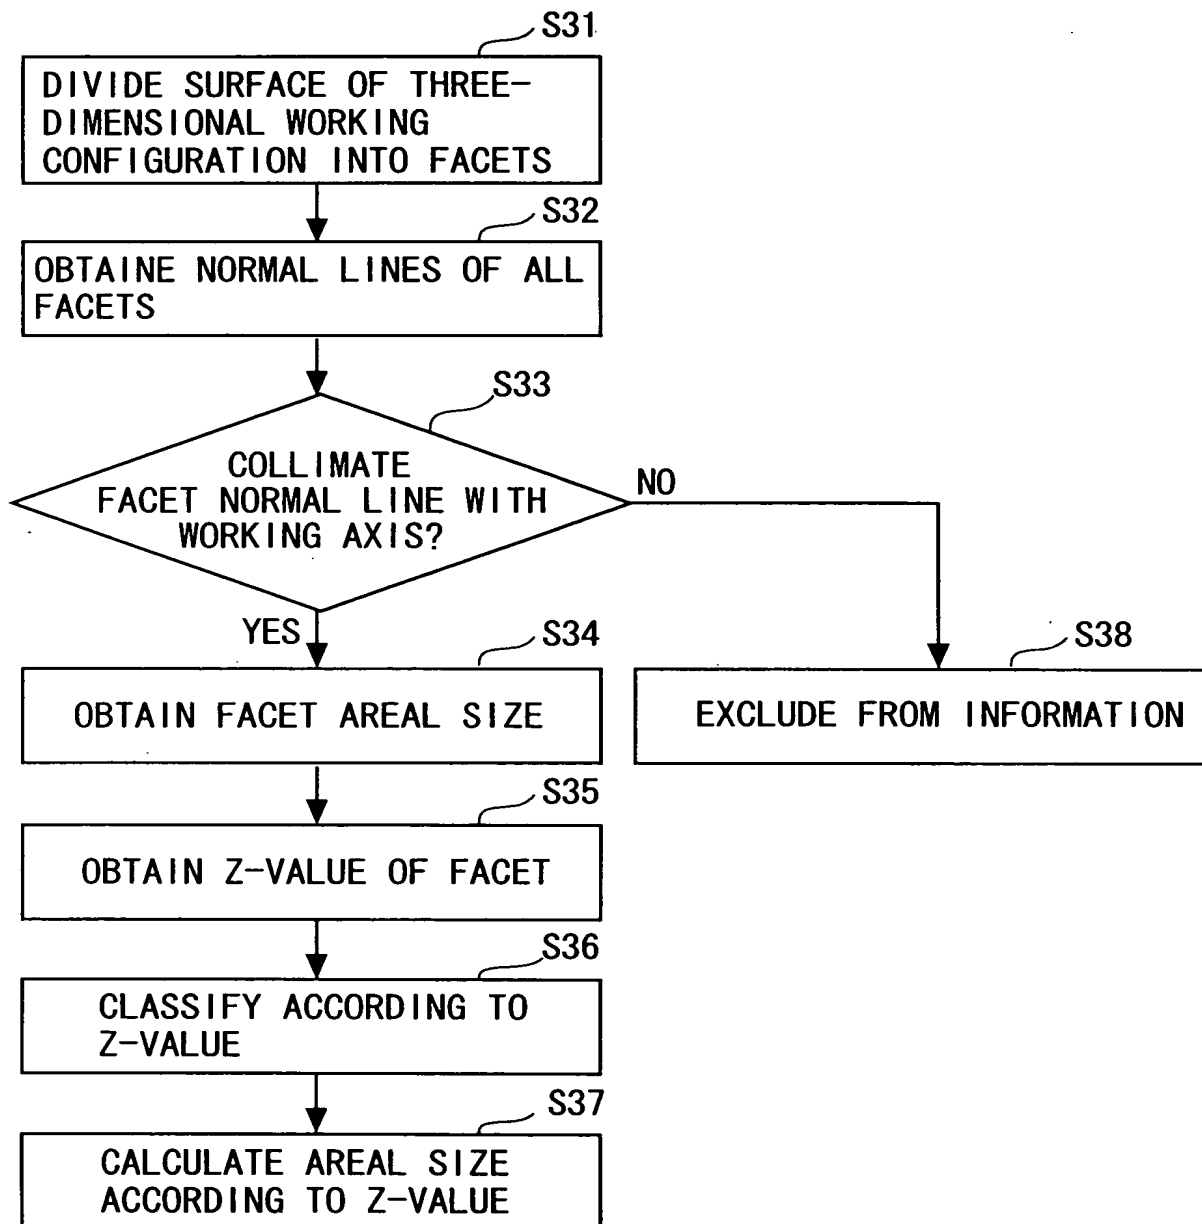 S31
DIVIDE SURFACE OF THREE-
DIMENSIONAL WORKING
CONFIGURATION INTO FACETS
S32
OBTAINE NORMAL LINES OF ALL
FACETS
S33
COLLIMATE
FACET NORMAL LINE WITH
WORKING AXIS?
NO
YES
S34
OBTAIN FACET AREAL SIZE
S38
EXCLUDE FROM INFORMATION
S35
OBTAIN Z-VALUE OF FACET
S36
CLASSIFY ACCORDING TO
Z-VALUE
S37
CALCULATE AREAL SIZE
ACCORDING TO Z-VALUE